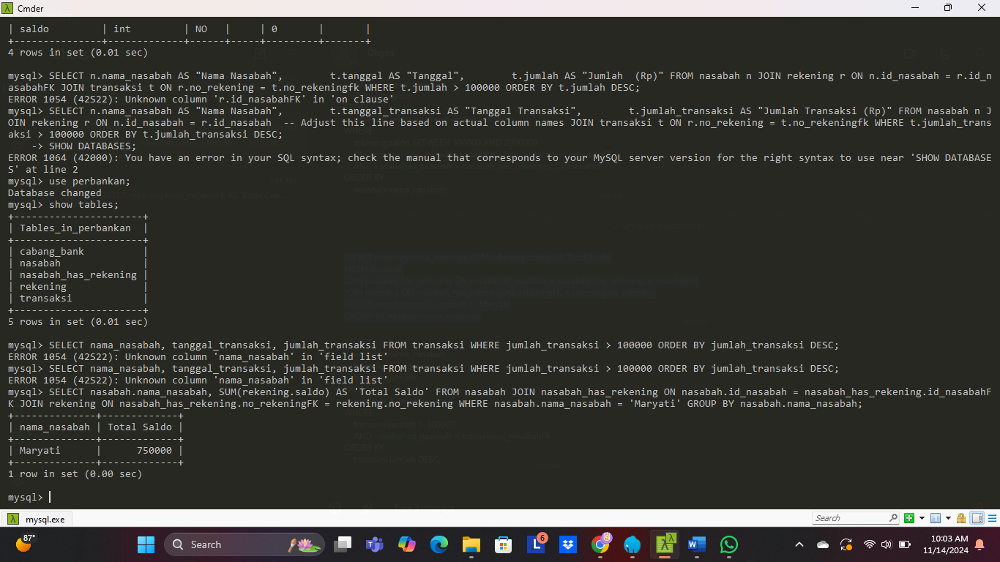 Cmder
| saldo | int | NO | | 0 | |
+---------------+-------------+------+-----+---------+-------+
4 rows in set (0.01 sec)
mysql> SELECT n.nama_nasabah AS "Nama Nasabah", t.tanggal AS "Tanggal", t.jumlah AS "Jumlah (Rp)" FROM nasabah n JOIN rekening r ON n.id_nasabah = r.id_n
asabahFK JOIN transaksi t ON r.no_rekening = t.no_rekeningfk WHERE t.jumlah > 100000 ORDER BY t.jumlah DESC;
ERROR 1054 (42S22): Unknown column 'r.id_nasabahFK' in 'on clause'
mysql> SELECT n.nama_nasabah AS "Nama Nasabah", t.tanggal_transaksi AS "Tanggal Transaksi", t.jumlah_transaksi AS "Jumlah Transaksi (Rp)" FROM nasabah n J
OIN rekening r ON n.id_nasabah = r.id_nasabah -- Adjust this line based on actual column names JOIN transaksi t ON r.no_rekening = t.no_rekeningfk WHERE t.jumlah_trans
aksi > 100000 ORDER BY t.jumlah_transaksi DESC;
-> SHOW DATABASES;
ERROR 1064 (42000): You have an error in your SQL syntax; check the manual that corresponds to your MySQL server version for the right syntax to use near 'SHOW DATABASE
S' at line 2
mysql> use perbankan;
Database changed
mysql> show tables;
+----------------------+
| Tables_in_perbankan |
+----------------------+
| cabang_bank |
| nasabah |
| nasabah_has_rekening |
| rekening |
| transaksi |
+----------------------+
5 rows in set (0.01 sec)
mysql> SELECT nama_nasabah, tanggal_transaksi, jumlah_transaksi FROM transaksi WHERE jumlah_transaksi > 100000 ORDER BY jumlah_transaksi DESC;
ERROR 1054 (42S22): Unknown column 'nama_nasabah' in 'field list'
mysql> SELECT nama_nasabah, tanggal_transaksi, jumlah_transaksi FROM transaksi WHERE jumlah_transaksi > 100000 ORDER BY jumlah_transaksi DESC;
ERROR 1054 (42S22): Unknown column 'nama_nasabah' in 'field list'
mysql> SELECT nasabah.nama_nasabah, SUM(rekening.saldo) AS 'Total Saldo' FROM nasabah JOIN nasabah_has_rekening ON nasabah.id_nasabah = nasabah_has_rekening.id_nasabahF
K JOIN rekening ON nasabah_has_rekening.no_rekeningFK = rekening.no_rekening WHERE nasabah.nama_nasabah = 'Maryati' GROUP BY nasabah.nama_nasabah;
+--------------+-------------+
| nama_nasabah | Total Saldo |
+--------------+-------------+
| Maryati | 750000 |
+--------------+-------------+
1 row in set (0.00 sec)
mysql>
mysql.exe
Search
87°
Search
6
10:03 AM
11/14/2024